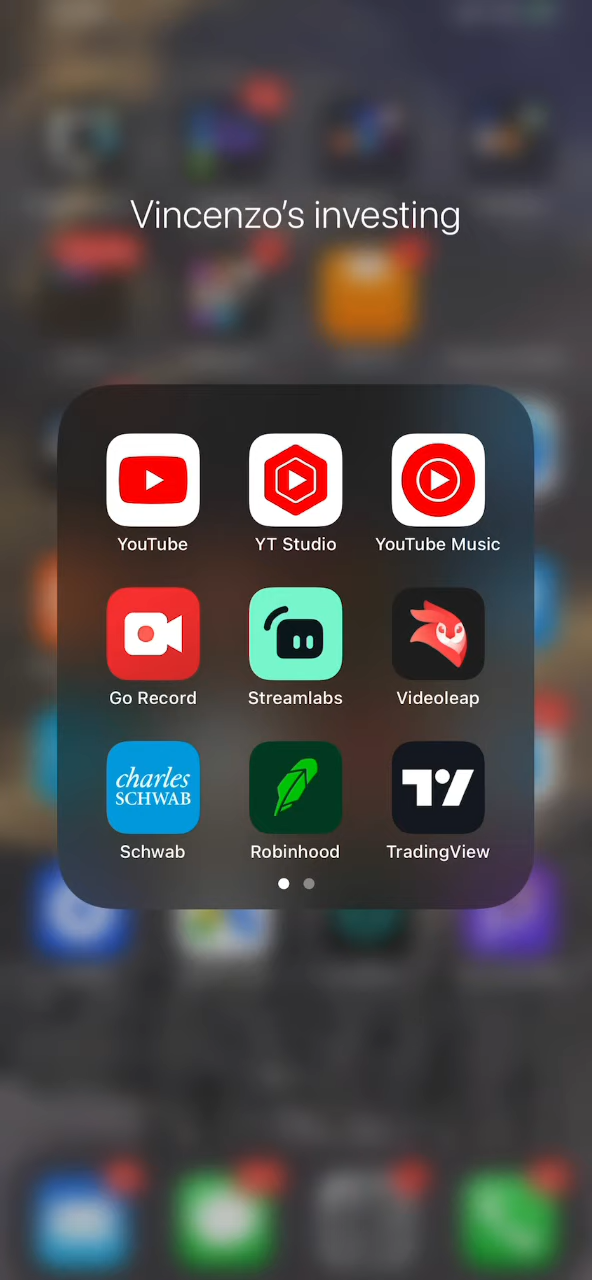 Vincenzo's investing
YouTube
YT Studio
YouTube Music
Go Record
Streamlabs
Videoleap
charles
SCHWAB
Schwab
Robinhood
TradingView